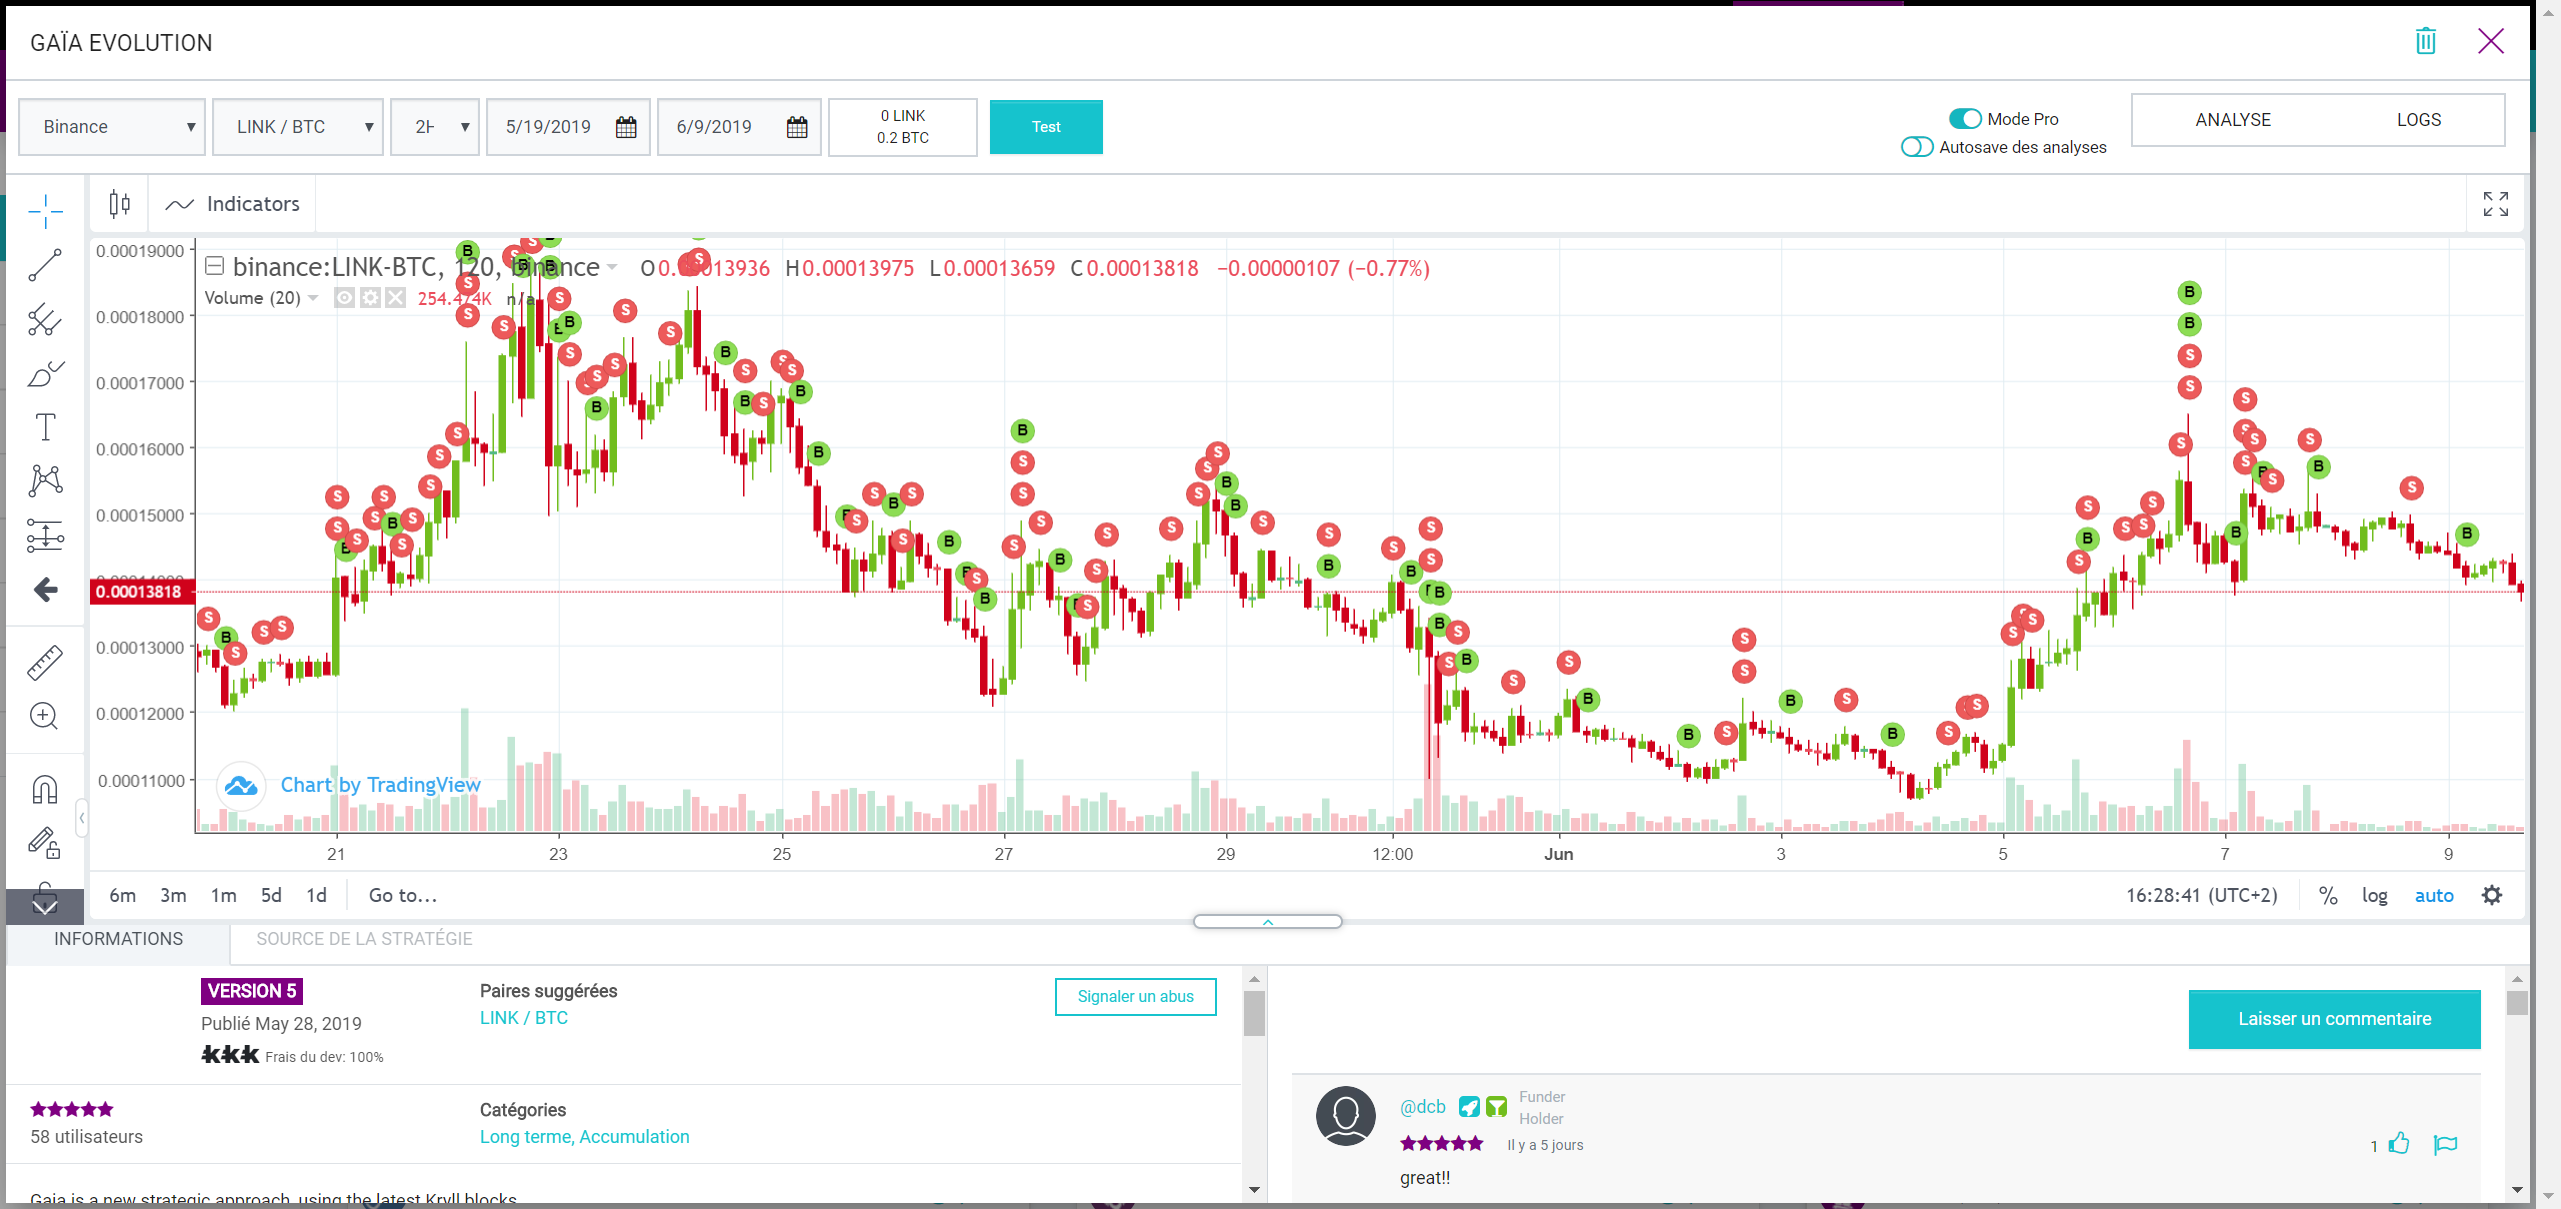 GAÏA EVOLUTION
Binance
LINK / BTC
2H
5/19/2019
6/9/2019
0 LINK
0.2 BTC
Test
Mode Pro
Autosave des analyses
ANALYSE
LOGS
Indicators
binance:LINK-BTC, 120, binance
O0.00013936 H0.00013975 L0.00013659 C0.00013818 −0.00000107 (−0.77%)
Volume (20) 254.474K n/a
0.00019000
0.00018000
0.00017000
0.00016000
0.00015000
0.00013818
0.00013000
0.00012000
0.00011000
Chart by TradingView
21 23 25 27 29 12:00 Jun 3 5 7 9
6m 3m 1m 5d 1d Go to...
16:28:41 (UTC+2) % log auto
INFORMATIONS
SOURCE DE LA STRATÉGIE
VERSION 5
Publié May 28, 2019
Frais du dev: 100%
Paires suggérées
LINK / BTC
Signaler un abus
58 utilisateurs
Catégories
Long terme, Accumulation
Gaia is a new strategic approach, using the latest Kryll blocks
Laisser un commentaire
@dcb
Funder
Holder
Il y a 5 jours
1
great!!